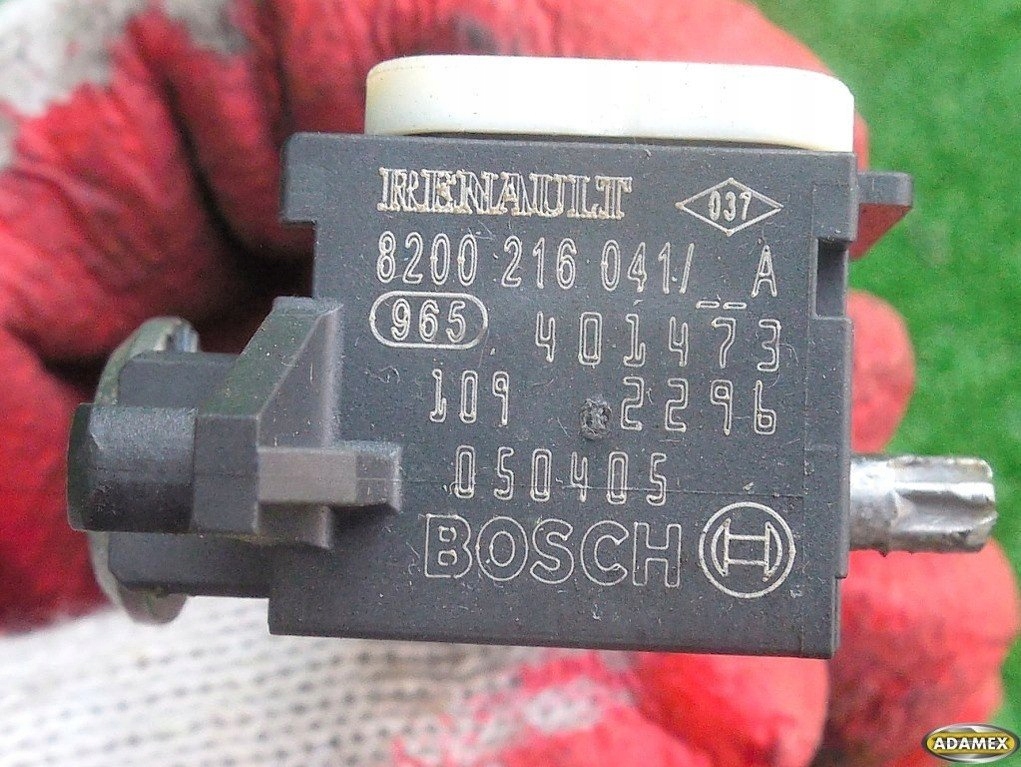 RENAULT 037
8200 216 041/ A
965 401473
109 2296
050405
BOSCH
ADAMEX